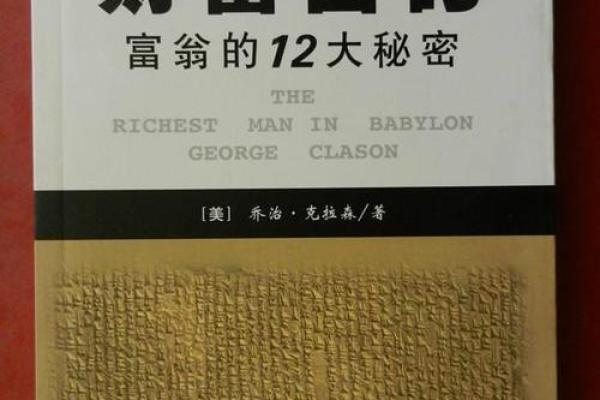 富翁的12大秘密
THE
RICHEST MAN IN BABYLON
GEORGE CLASON
[美] 乔治·克拉森/著